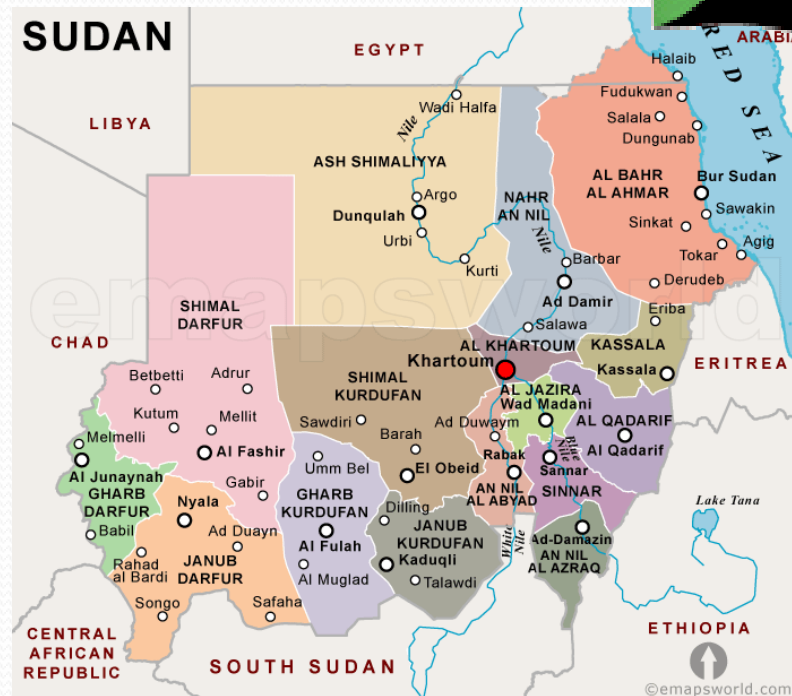 SUDAN
EGYPT
ARABI
RED SEA
LIBYA
Halaib
Fudukwan
Salala
Dungunab
Wadi Halfa
Nile
ASH SHIMALIYYA
AL BAHR
AL AHMAR
Bur Sudan
Sawakin
Sinkat
Tokar
Agig
Derudeb
Argo
Dunqulah
Urbi
Kurti
NAHR
AN NIL
Nile
Barbar
Ad Damir
Salawa
emapsworld
SHIMAL
DARFUR
CHAD
Eriba
KASSALA
Kassala
ERITREA
AL KHARTOUM
Khartoum
SHIMAL
KURDUFAN
AL JAZIRA
Wad Madani
Betbetti
Adrur
Kutum
Mellit
Al Fashir
Gabir
Sawdiri
Barah
El Obeid
Ad Duwaym
Rabak
AN NIL
AL ABYAD
AL QADARIF
Al Qadarif
Blue
Nile
Sannar
SINNAR
Melmelli
Al Junaynah
GHARB
DARFUR
Babil
Umm Bel
GHARB
KURDUFAN
Al Fulah
Al Muglad
Dilling
JANUB
KURDUFAN
Kaduqli
Talawdi
White
Nile
Ad-Damazin
AN NIL
AL AZRAQ
Lake Tana
Nyala
Ad Duayn
Rahad
al Bardi
JANUB
DARFUR
Songo
Safaha
CENTRAL
AFRICAN
REPUBLIC
SOUTH SUDAN
ETHIOPIA
©emapsworld.com